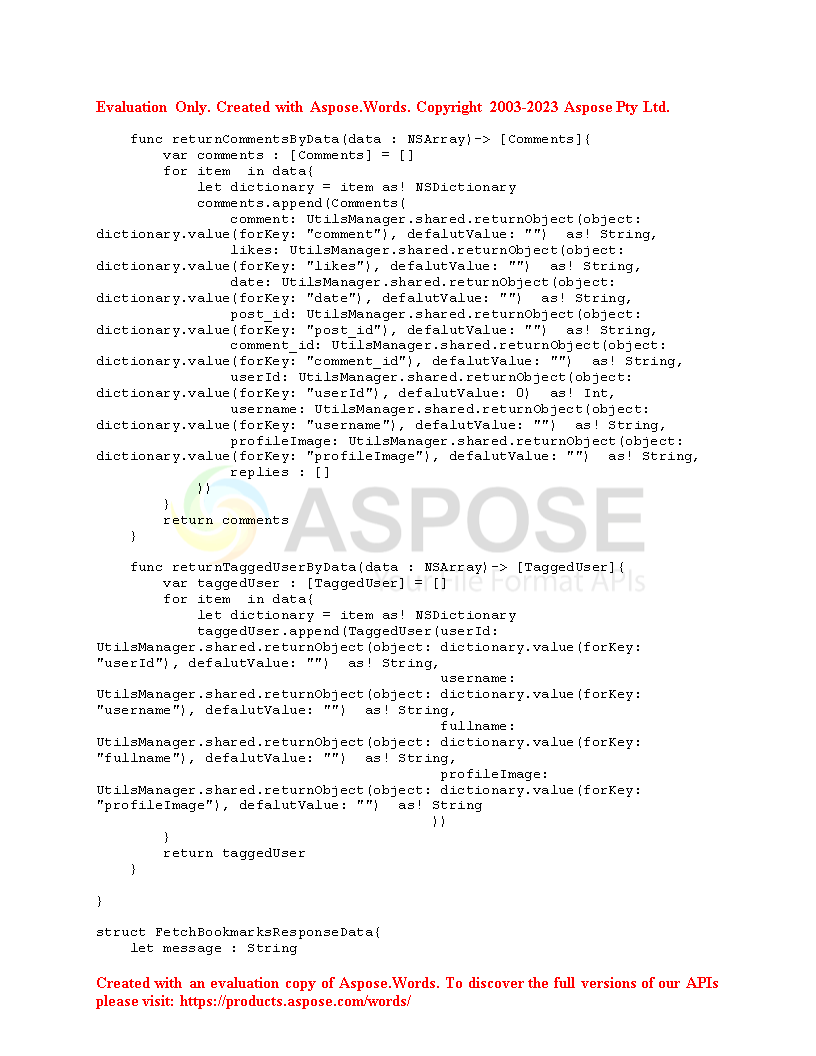 Evaluation Only. Created with Aspose.Words. Copyright 2003-2023 Aspose Pty Ltd.
func returnCommentsByData(data : NSArray)-> [Comments]{
var comments : [Comments] = []
for item  in data{
let dictionary = item as! NSDictionary
comments.append(Comments(
comment: UtilsManager.shared.returnObject(object:
dictionary.value(forKey: "comment"), defalutValue: "")  as! String,
likes: UtilsManager.shared.returnObject(object:
dictionary.value(forKey: "likes"), defalutValue: "")  as! String,
date: UtilsManager.shared.returnObject(object:
dictionary.value(forKey: "date"), defalutValue: "")  as! String,
post_id: UtilsManager.shared.returnObject(object:
dictionary.value(forKey: "post_id"), defalutValue: "")  as! String,
comment_id: UtilsManager.shared.returnObject(object:
dictionary.value(forKey: "comment_id"), defalutValue: "")  as! String,
userId: UtilsManager.shared.returnObject(object:
dictionary.value(forKey: "userId"), defalutValue: 0)  as! Int,
username: UtilsManager.shared.returnObject(object:
dictionary.value(forKey: "username"), defalutValue: "")  as! String,
profileImage: UtilsManager.shared.returnObject(object:
dictionary.value(forKey: "profileImage"), defalutValue: "")  as! String,
replies : []
))
}
return comments
}
ASPOSE
Your File Format APIs
func returnTaggedUserByData(data : NSArray)-> [TaggedUser]{
var taggedUser : [TaggedUser] = []
for item  in data{
let dictionary = item as! NSDictionary
taggedUser.append(TaggedUser(userId:
UtilsManager.shared.returnObject(object: dictionary.value(forKey:
"userId"), defalutValue: "")  as! String,
username:
UtilsManager.shared.returnObject(object: dictionary.value(forKey:
"username"), defalutValue: "")  as! String,
fullname:
UtilsManager.shared.returnObject(object: dictionary.value(forKey:
"fullname"), defalutValue: "")  as! String,
profileImage:
UtilsManager.shared.returnObject(object: dictionary.value(forKey:
"profileImage"), defalutValue: "")  as! String
))
}
return taggedUser
}
}
struct FetchBookmarksResponseData{
let message : String
Created with an evaluation copy of Aspose.Words. To discover the full versions of our APIs
please visit: https://products.aspose.com/words/